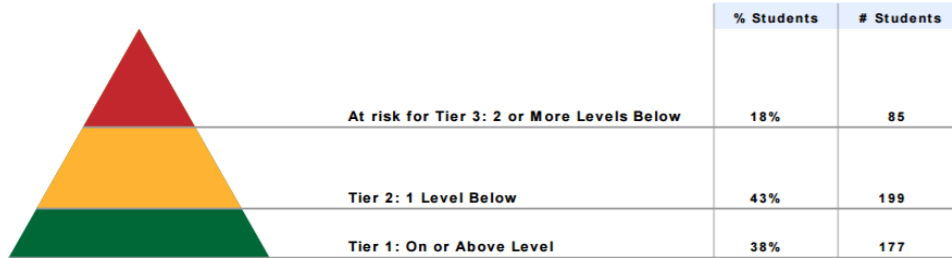 % Students # Students
At risk for Tier 3: 2 or More Levels Below 18% 85
Tier 2: 1 Level Below 43% 199
Tier 1: On or Above Level 38% 177